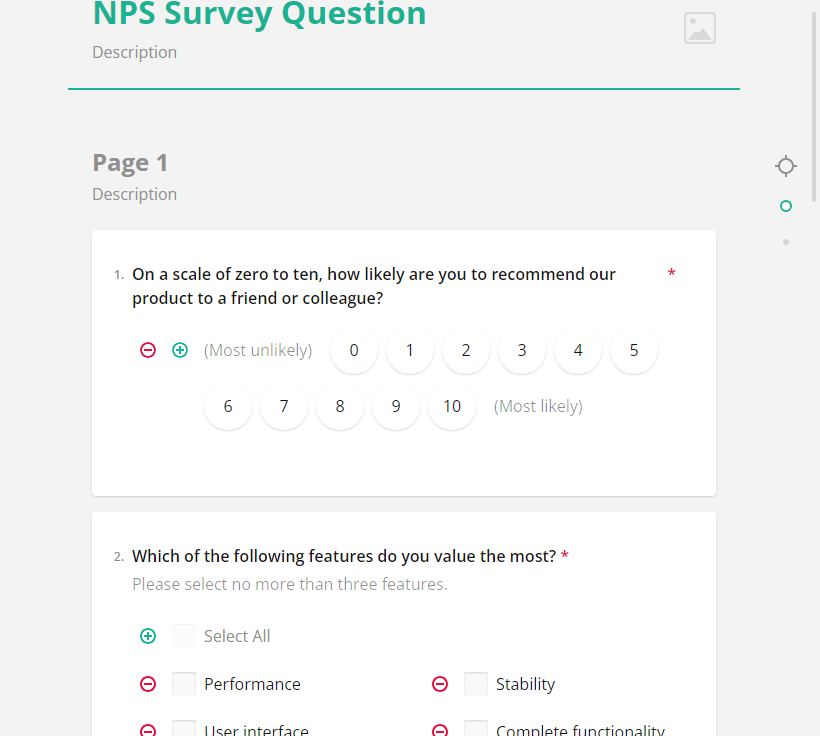 NPS Survey Question
Description
Page 1
Description
1. On a scale of zero to ten, how likely are you to recommend our *
product to a friend or colleague?
(Most unlikely) 0 1 2 3 4 5
6 7 8 9 10 (Most likely)
2. Which of the following features do you value the most? *
Please select no more than three features.
Select All
Performance Stability
User interface Complete functionality